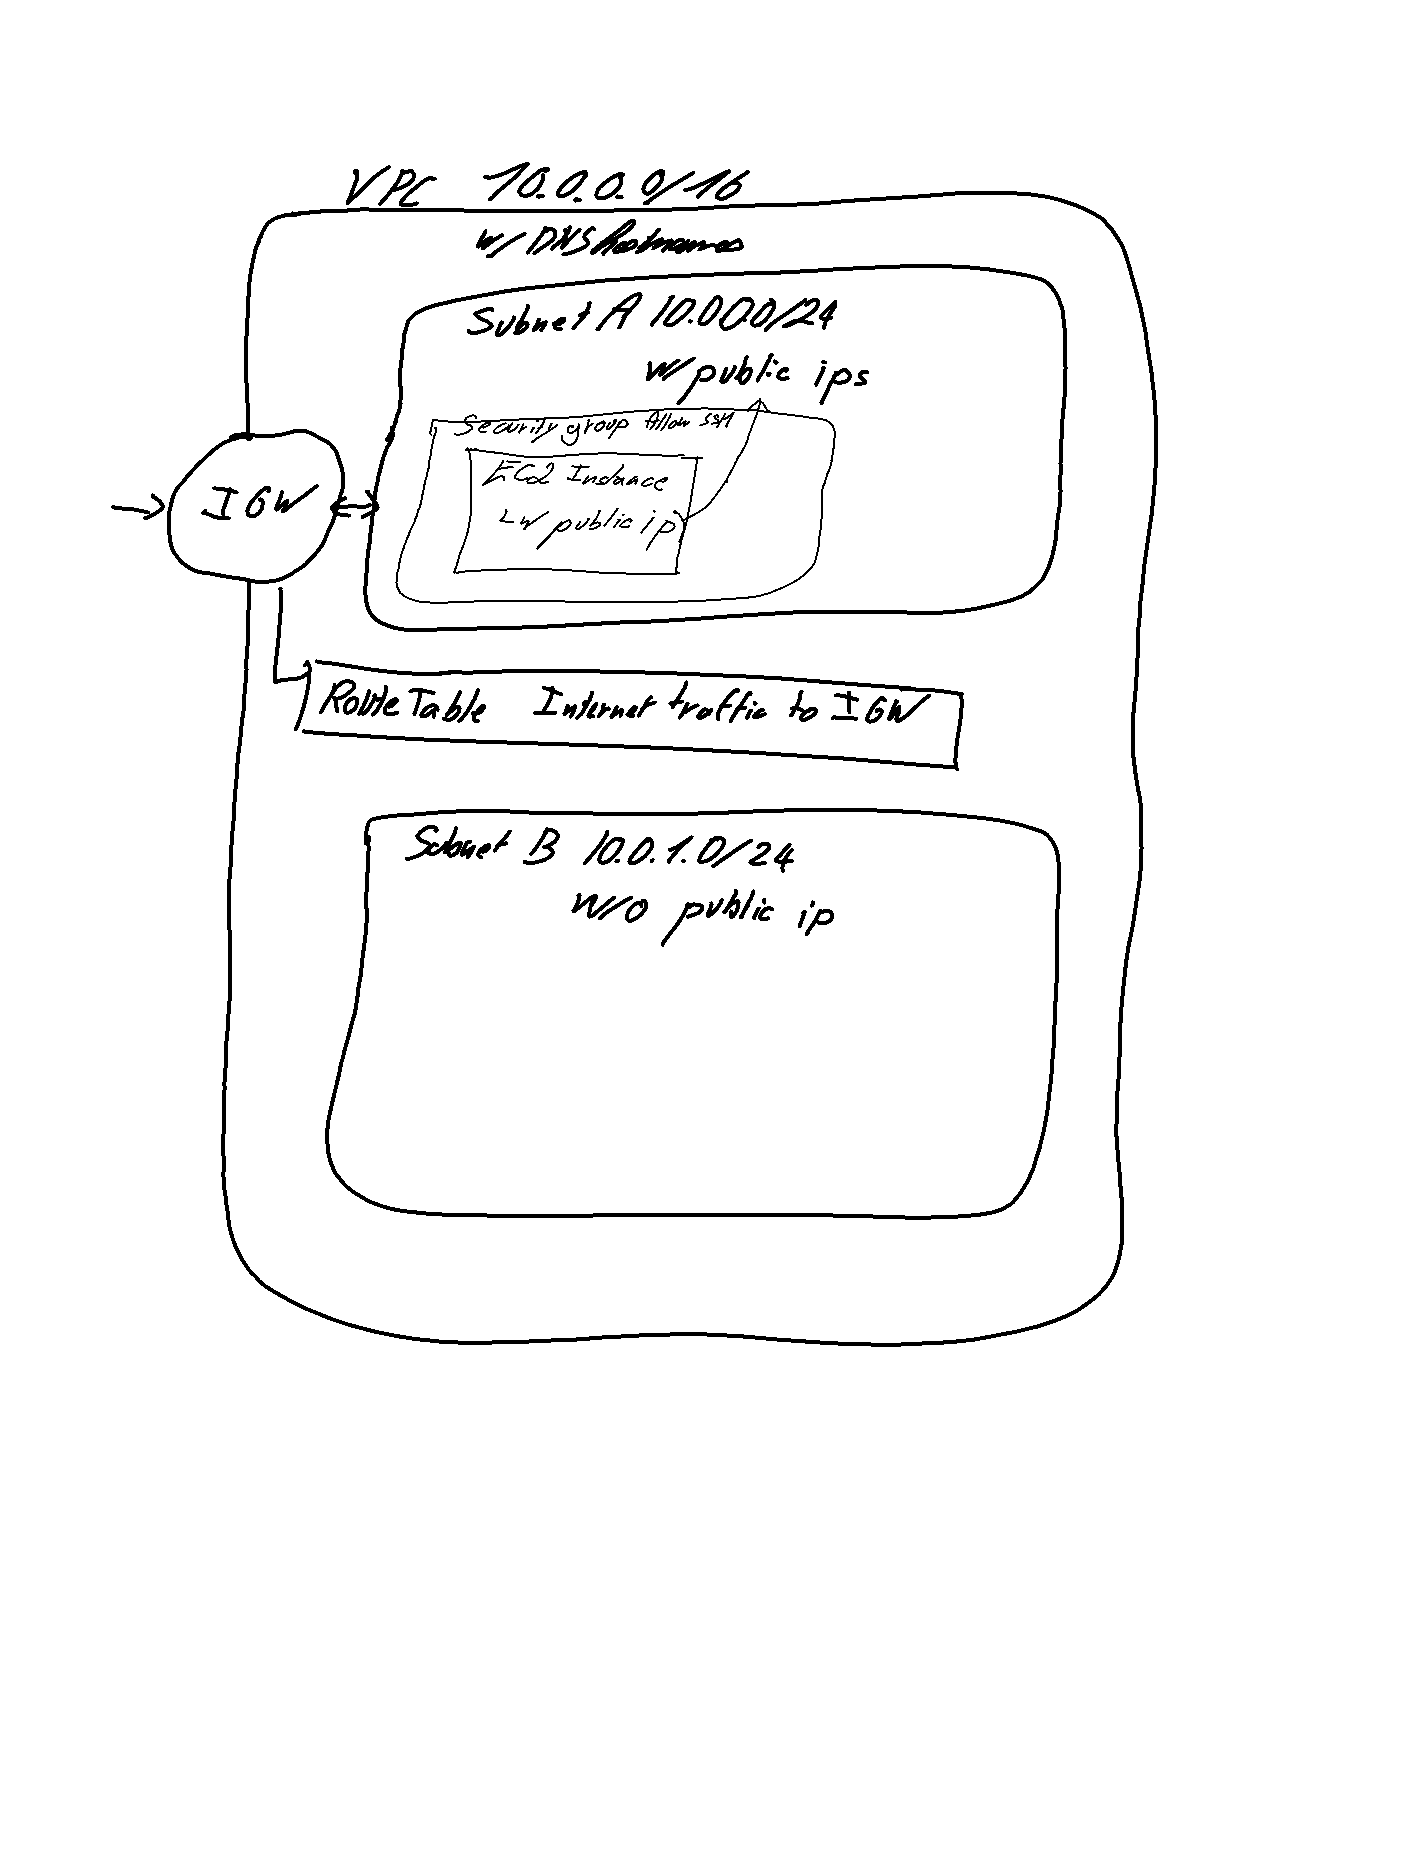 VPC 10.0.0.0/16
w/ DNS hostnames
Subnet A 10.0.0.0/24
w/ public ips
Security group Allow SSH
EC2 Instance
w public ip
IGW
Route Table Internet traffic to IGW
Subnet B 10.0.1.0/24
w/o public ip